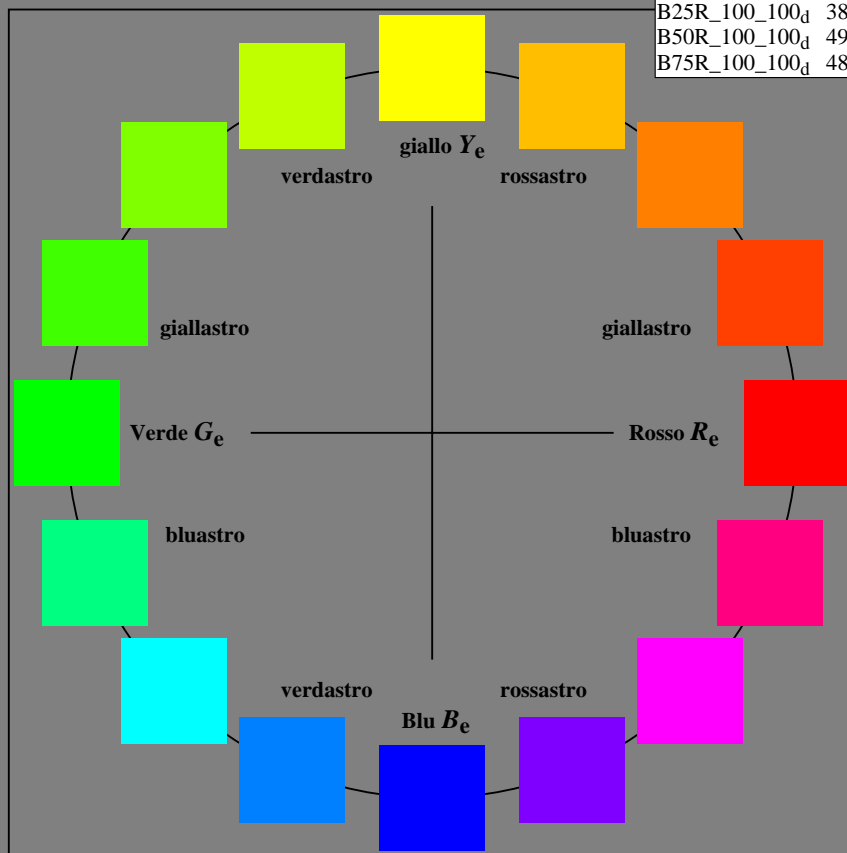 B25R_100_100d 38
B50R_100_100d 49
B75R_100_100d 48
giallo Ye
verdastro rossastro
giallastro giallastro
Verde Ge Rosso Re
bluastro bluastro
verdastro rossastro
Blu Be